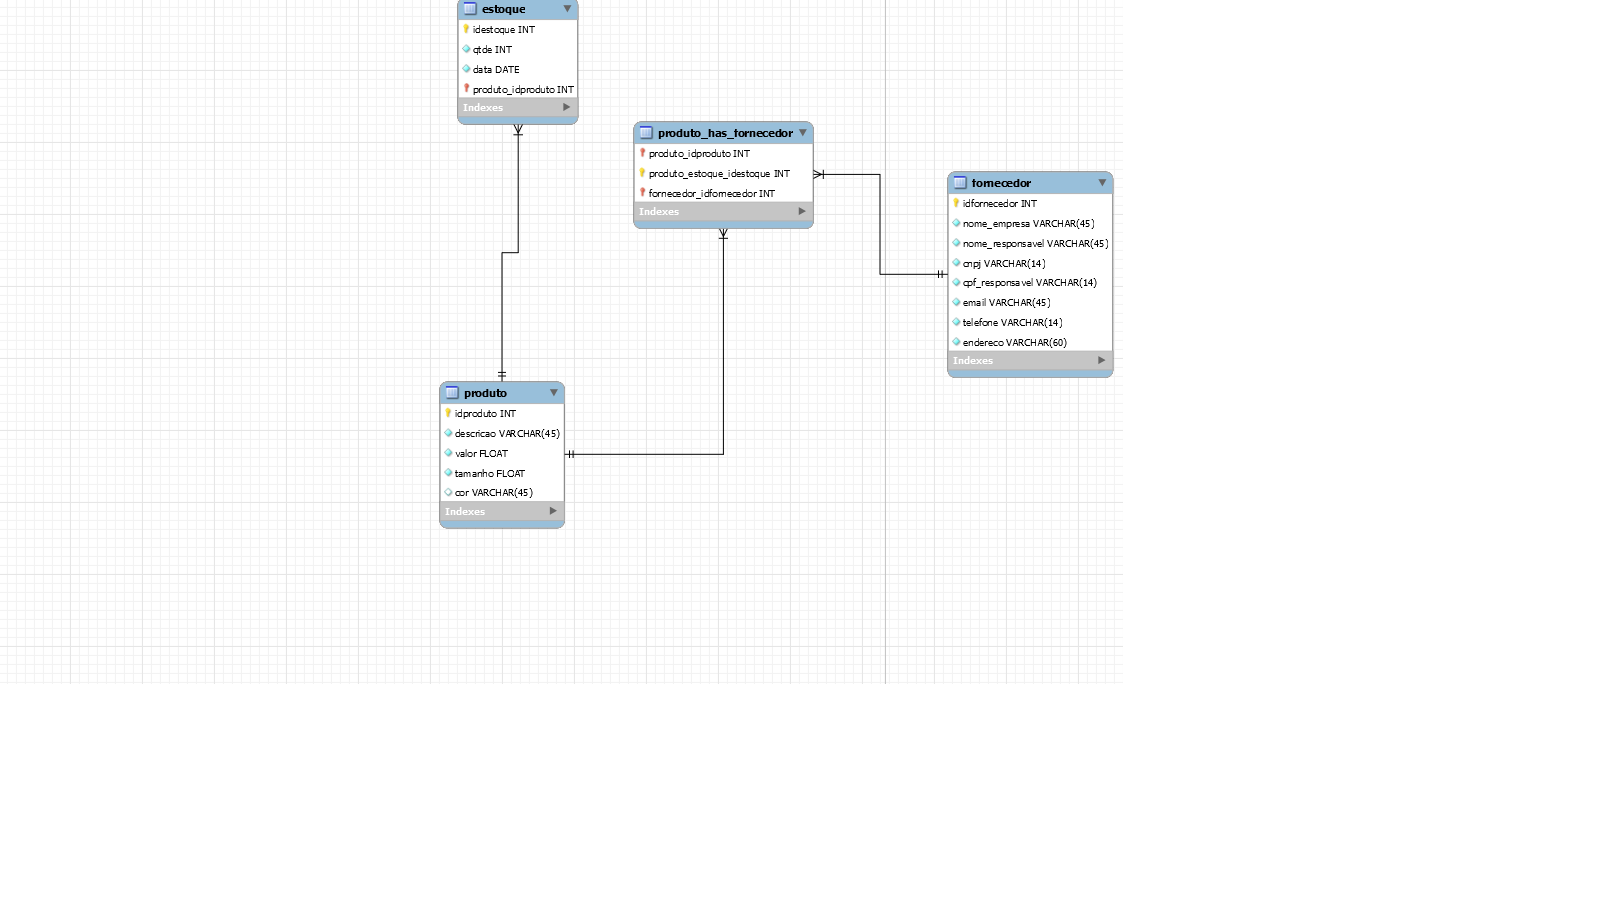 estoque
idestoque INT
qtde INT
data DATE
produto_idproduto INT
Indexes
produto_has_fornecedor
produto_idproduto INT
produto_estoque_idestoque INT
fornecedor_idfornecedor INT
Indexes
fornecedor
idfornecedor INT
nome_empresa VARCHAR(45)
nome_responsavel VARCHAR(45)
cnpj VARCHAR(14)
cpf_responsavel VARCHAR(14)
email VARCHAR(45)
telefone VARCHAR(14)
endereco VARCHAR(60)
Indexes
produto
idproduto INT
descricao VARCHAR(45)
valor FLOAT
tamanho FLOAT
cor VARCHAR(45)
Indexes